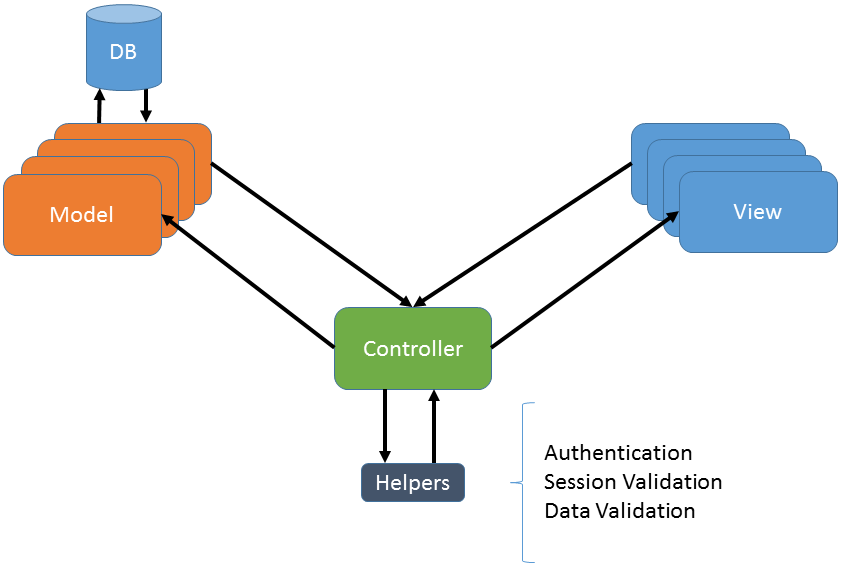 DB
Model
View
Controller
Helpers
Authentication
Session Validation
Data Validation